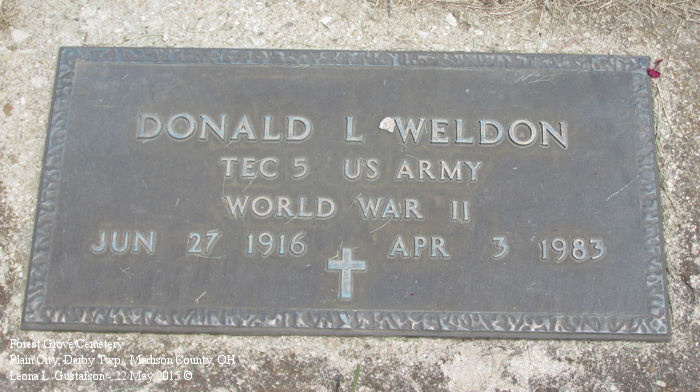 DONALD L WELDON
TEC 5 US ARMY
WORLD WAR II
JUN 27 1916 APR 3 1983
Forest Grove Cemetery
Plain City, Darby Twp., Madison County, OH
Leona L. Gustafson - 22 May 2015 ©